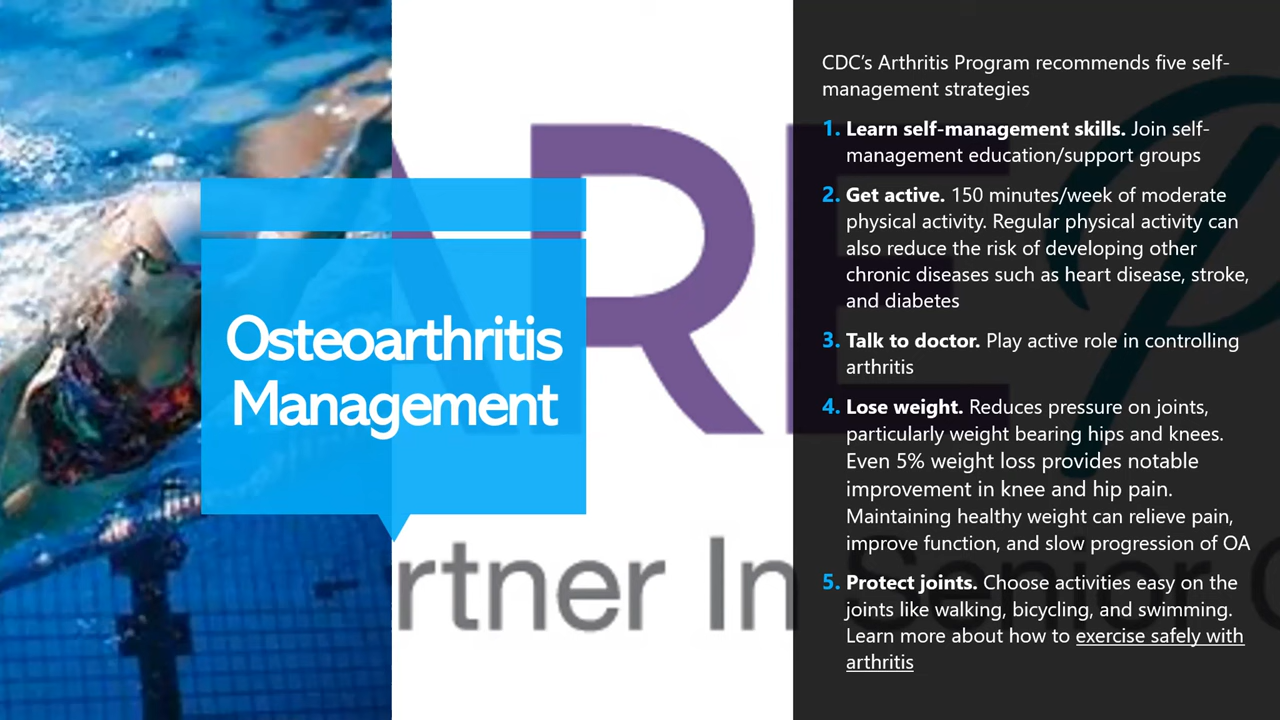 Osteoarthritis
Management
CDC’s Arthritis Program recommends five self-
management strategies
1. Learn self-management skills. Join self-
management education/support groups
2. Get active. 150 minutes/week of moderate
physical activity. Regular physical activity can
also reduce the risk of developing other
chronic diseases such as heart disease, stroke,
and diabetes
3. Talk to doctor. Play active role in controlling
arthritis
4. Lose weight. Reduces pressure on joints,
particularly weight bearing hips and knees.
Even 5% weight loss provides notable
improvement in knee and hip pain.
Maintaining healthy weight can relieve pain,
improve function, and slow progression of OA
5. Protect joints. Choose activities easy on the
joints like walking, bicycling, and swimming.
Learn more about how to exercise safely with
arthritis
ARE
rtner In Senior